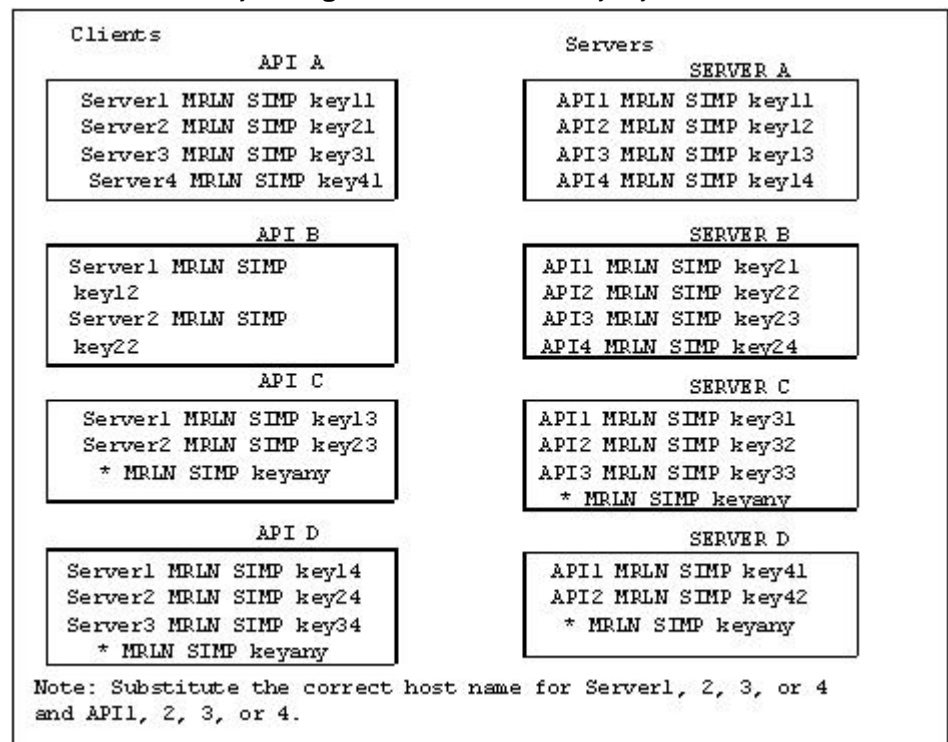 Clients
API A
Server1 MRLN SIMP key11
Server2 MRLN SIMP key21
Server3 MRLN SIMP key31
Server4 MRLN SIMP key41
API B
Server1 MRLN SIMP
key12
Server2 MRLN SIMP
key22
API C
Server1 MRLN SIMP key13
Server2 MRLN SIMP key23
* MRLN SIMP keyany
API D
Server1 MRLN SIMP key14
Server2 MRLN SIMP key24
Server3 MRLN SIMP key34
* MRLN SIMP keyany
Servers
SERVER A
API1 MRLN SIMP key11
API2 MRLN SIMP key12
API3 MRLN SIMP key13
API4 MRLN SIMP key14
SERVER B
API1 MRLN SIMP key21
API2 MRLN SIMP key22
API3 MRLN SIMP key23
API4 MRLN SIMP key24
SERVER C
API1 MRLN SIMP key31
API2 MRLN SIMP key32
API3 MRLN SIMP key33
* MRLN SIMP keyany
SERVER D
API1 MRLN SIMP key41
API2 MRLN SIMP key42
* MRLN SIMP keyany
Note: Substitute the correct host name for Server1, 2, 3, or 4
and API1, 2, 3, or 4.